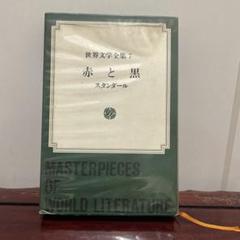 世界文学全集 7
赤と黒
スタンダール
MASTERPIECES
OF
WORLD LITERATURE